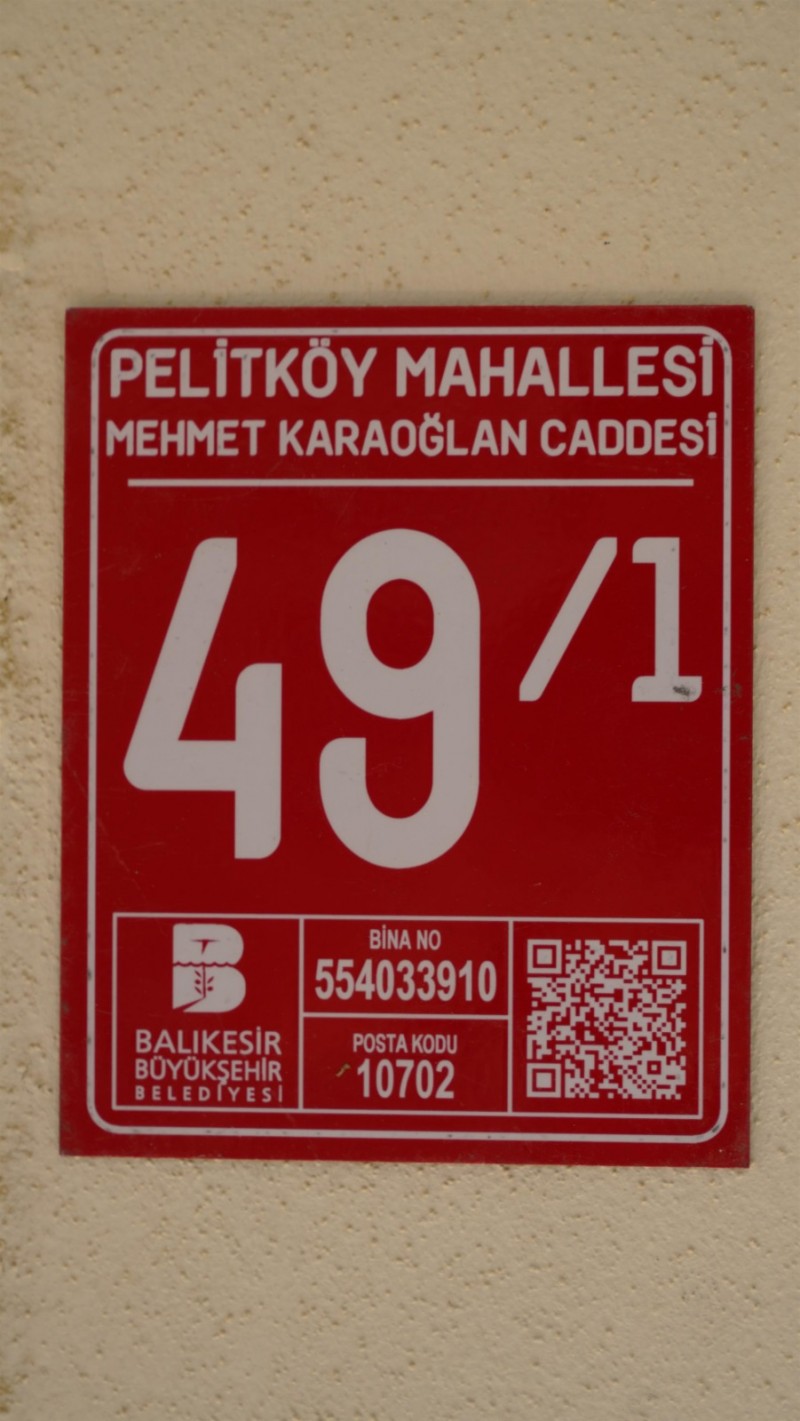 PELİTKÖY MAHALLESİ
MEHMET KARAOĞLAN CADDESİ
49/1
BALIKESİR
BÜYÜKŞEHİR
BELEDİYESİ
BİNA NO
554033910
POSTA KODU
10702